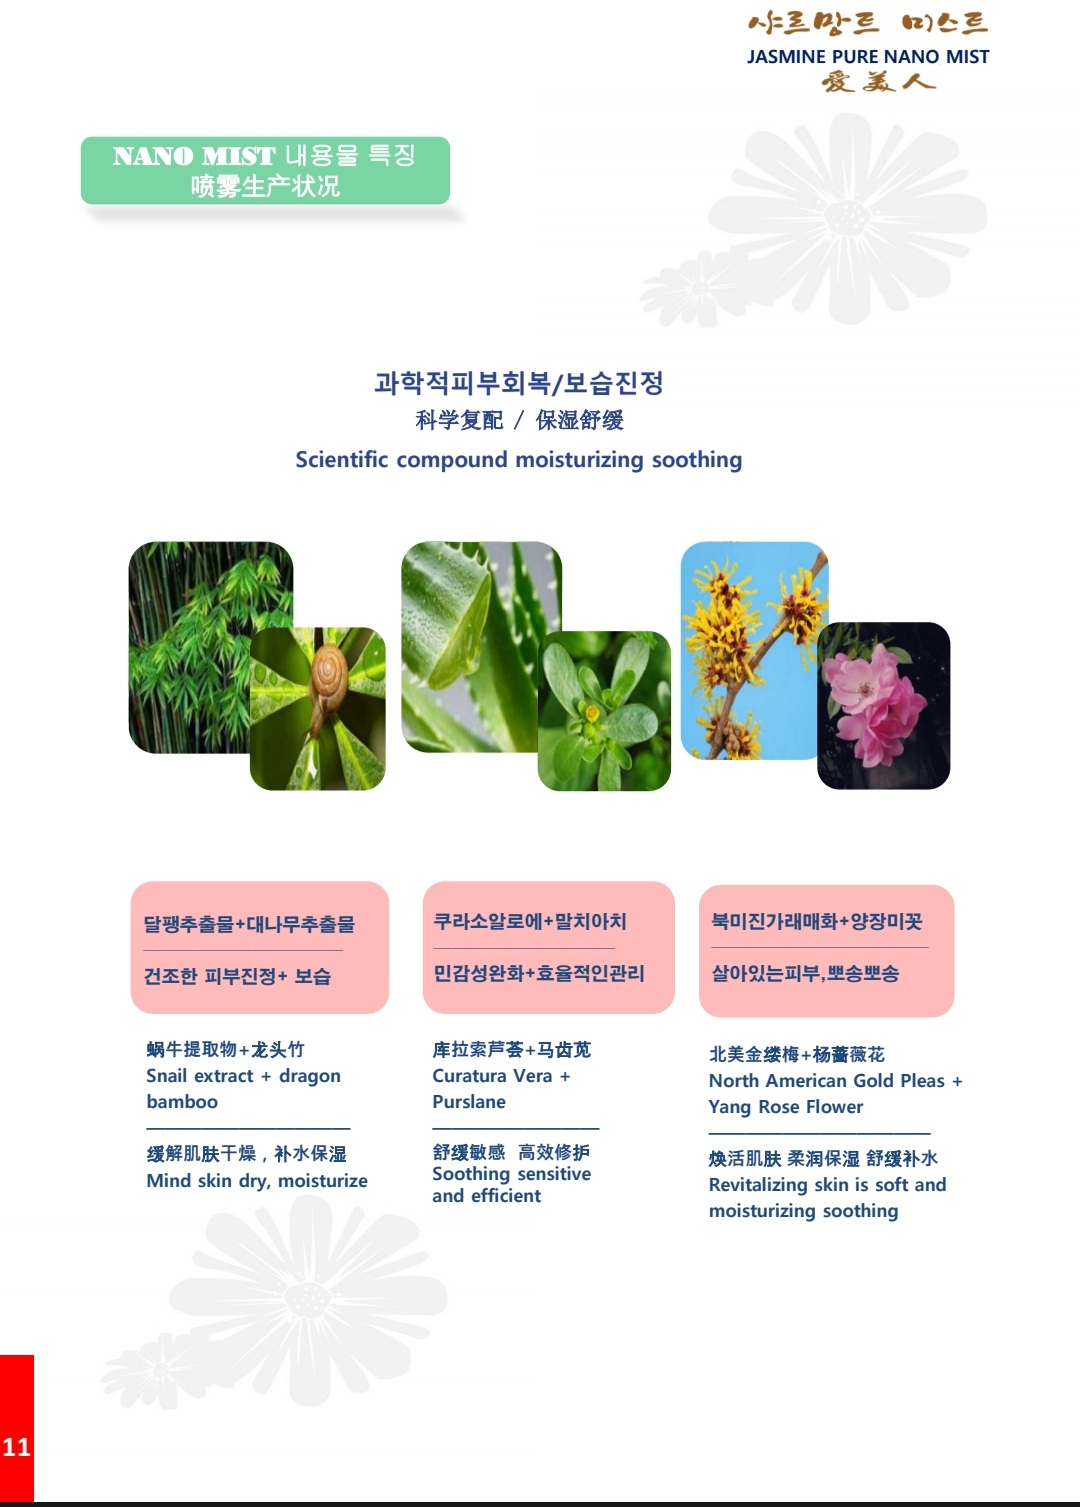 샤르망트 미스트
JASMINE PURE NANO MIST
爱美人
NANO MIST 내용물 특징
喷雾生产状况
과학적피부회복/보습진정
科学复配 / 保湿舒缓
Scientific compound moisturizing soothing
달팽추출물+대나무추출물
건조한 피부진정+ 보습
쿠라소알로에+말치아치
민감성완화+효율적인관리
북미진가래매화+양장미꽃
살아있는피부,뽀송뽀송
蜗牛提取物+龙头竹
Snail extract + dragon
bamboo
缓解肌肤干燥，补水保湿
Mind skin dry, moisturize
库拉索芦荟+马齿苋
Curatura Vera +
Purslane
舒缓敏感 高效修护
Soothing sensitive
and efficient
北美金缕梅+杨蔷薇花
North American Gold Pleas +
Yang Rose Flower
焕活肌肤 柔润保湿 舒缓补水
Revitalizing skin is soft and
moisturizing soothing
11